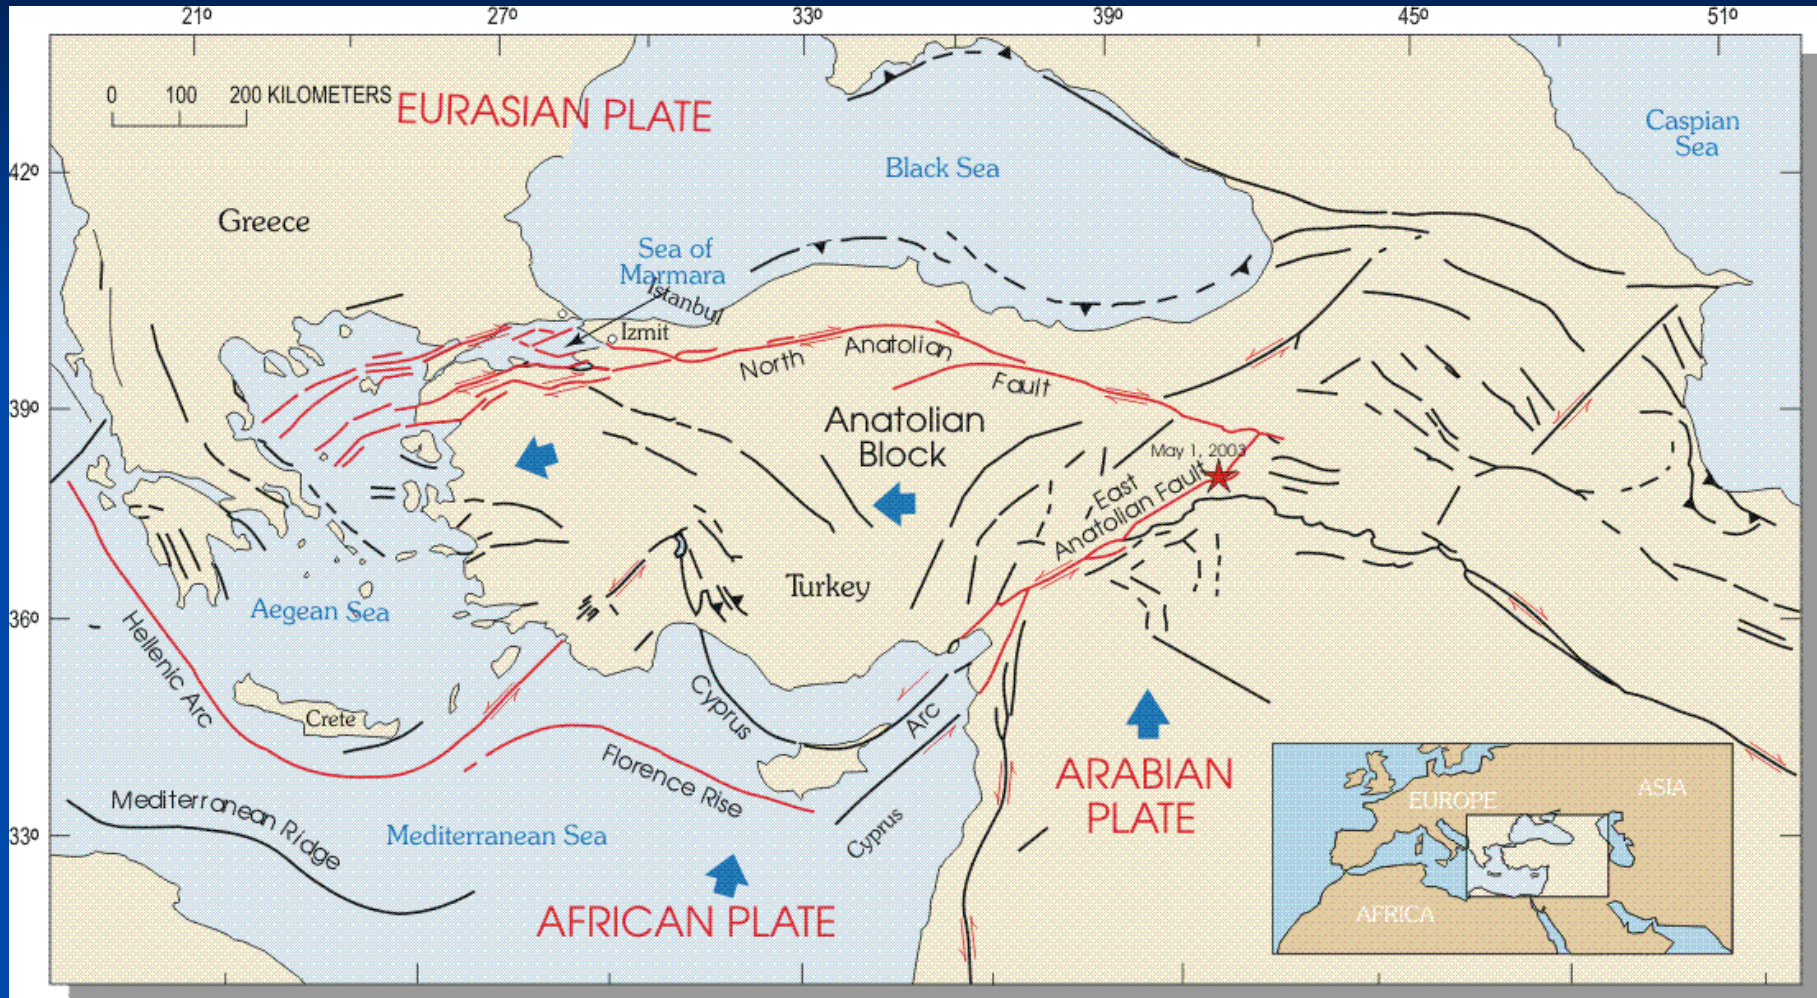 21º 27º 33º 39º 45º 51º
0 100 200 KILOMETERS
EURASIAN PLATE
Caspian
Sea
Black Sea
42º
Greece
Sea of
Marmara
Istanbul
Izmit
North Anatolian Fault
39º
Anatolian
Block
May 1, 2003
East
Anatolian Fault
Turkey
36º
Aegean Sea
Hellenic Arc
Crete
Cyprus Arc
Florence Rise
ARABIAN
PLATE
Mediterranean Ridge
33º
Mediterranean Sea
Cyprus
AFRICAN PLATE
EUROPE
ASIA
AFRICA